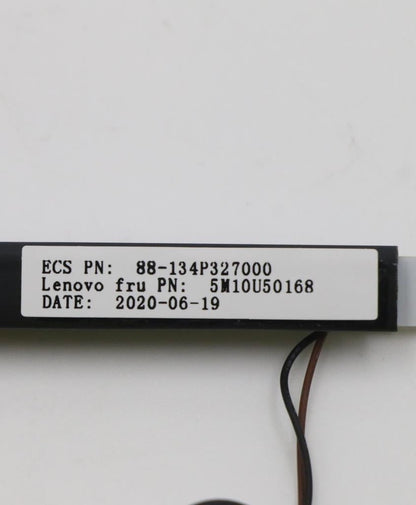 ECS PN: 88-134P327000
Lenovo fru PN: 5M10U50168
DATE: 2020-06-19